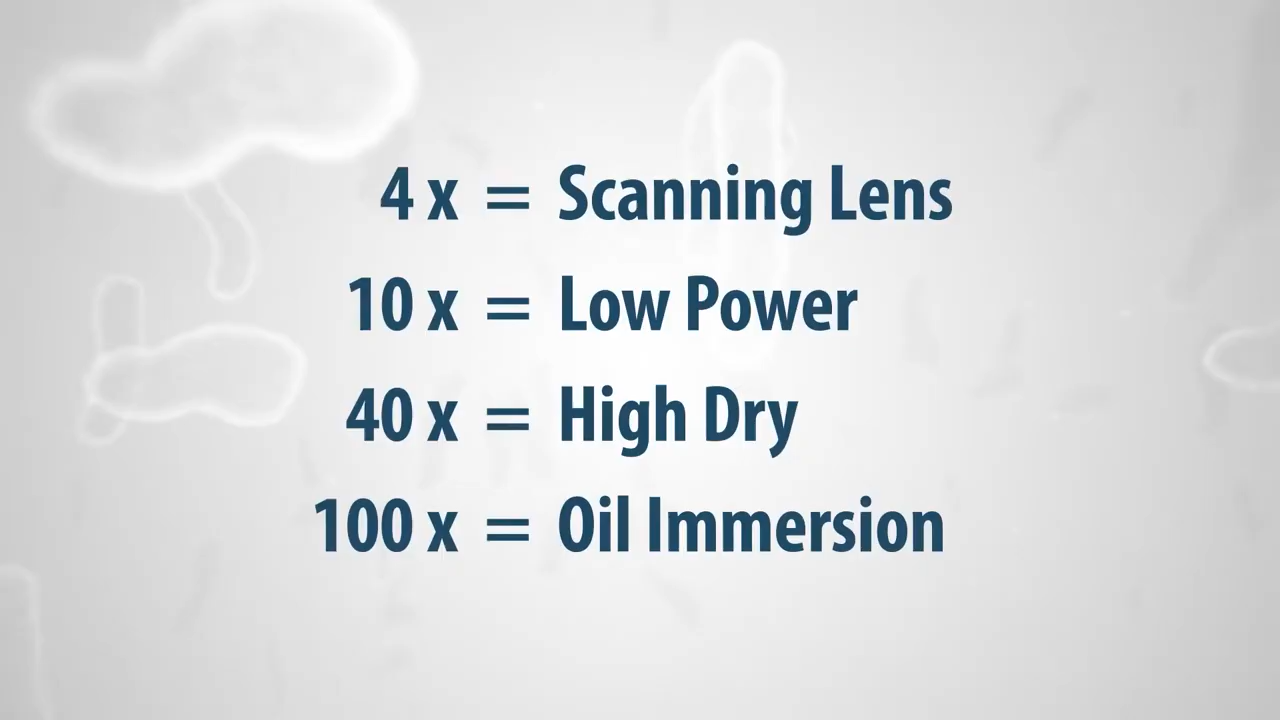 4 x = Scanning Lens
10 x = Low Power
40 x = High Dry
100 x = Oil Immersion